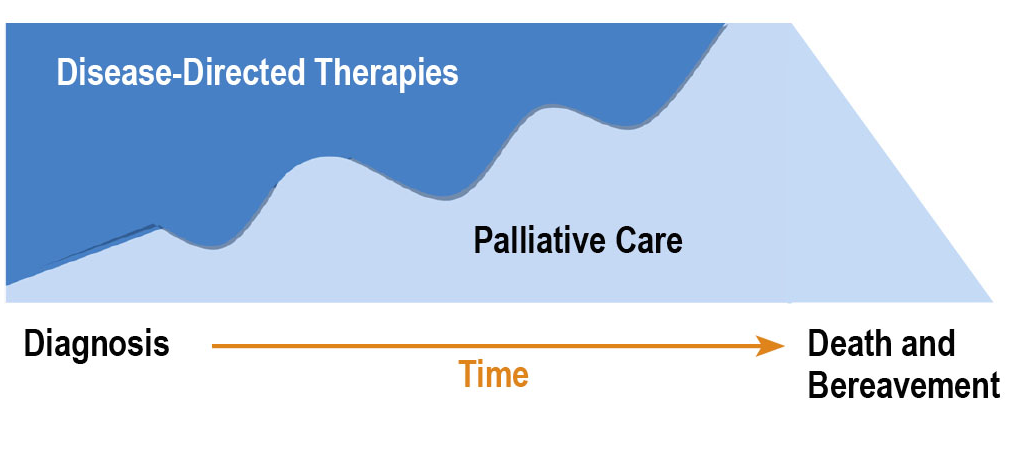 Disease-Directed Therapies
Palliative Care
Diagnosis
Time
Death and
Bereavement